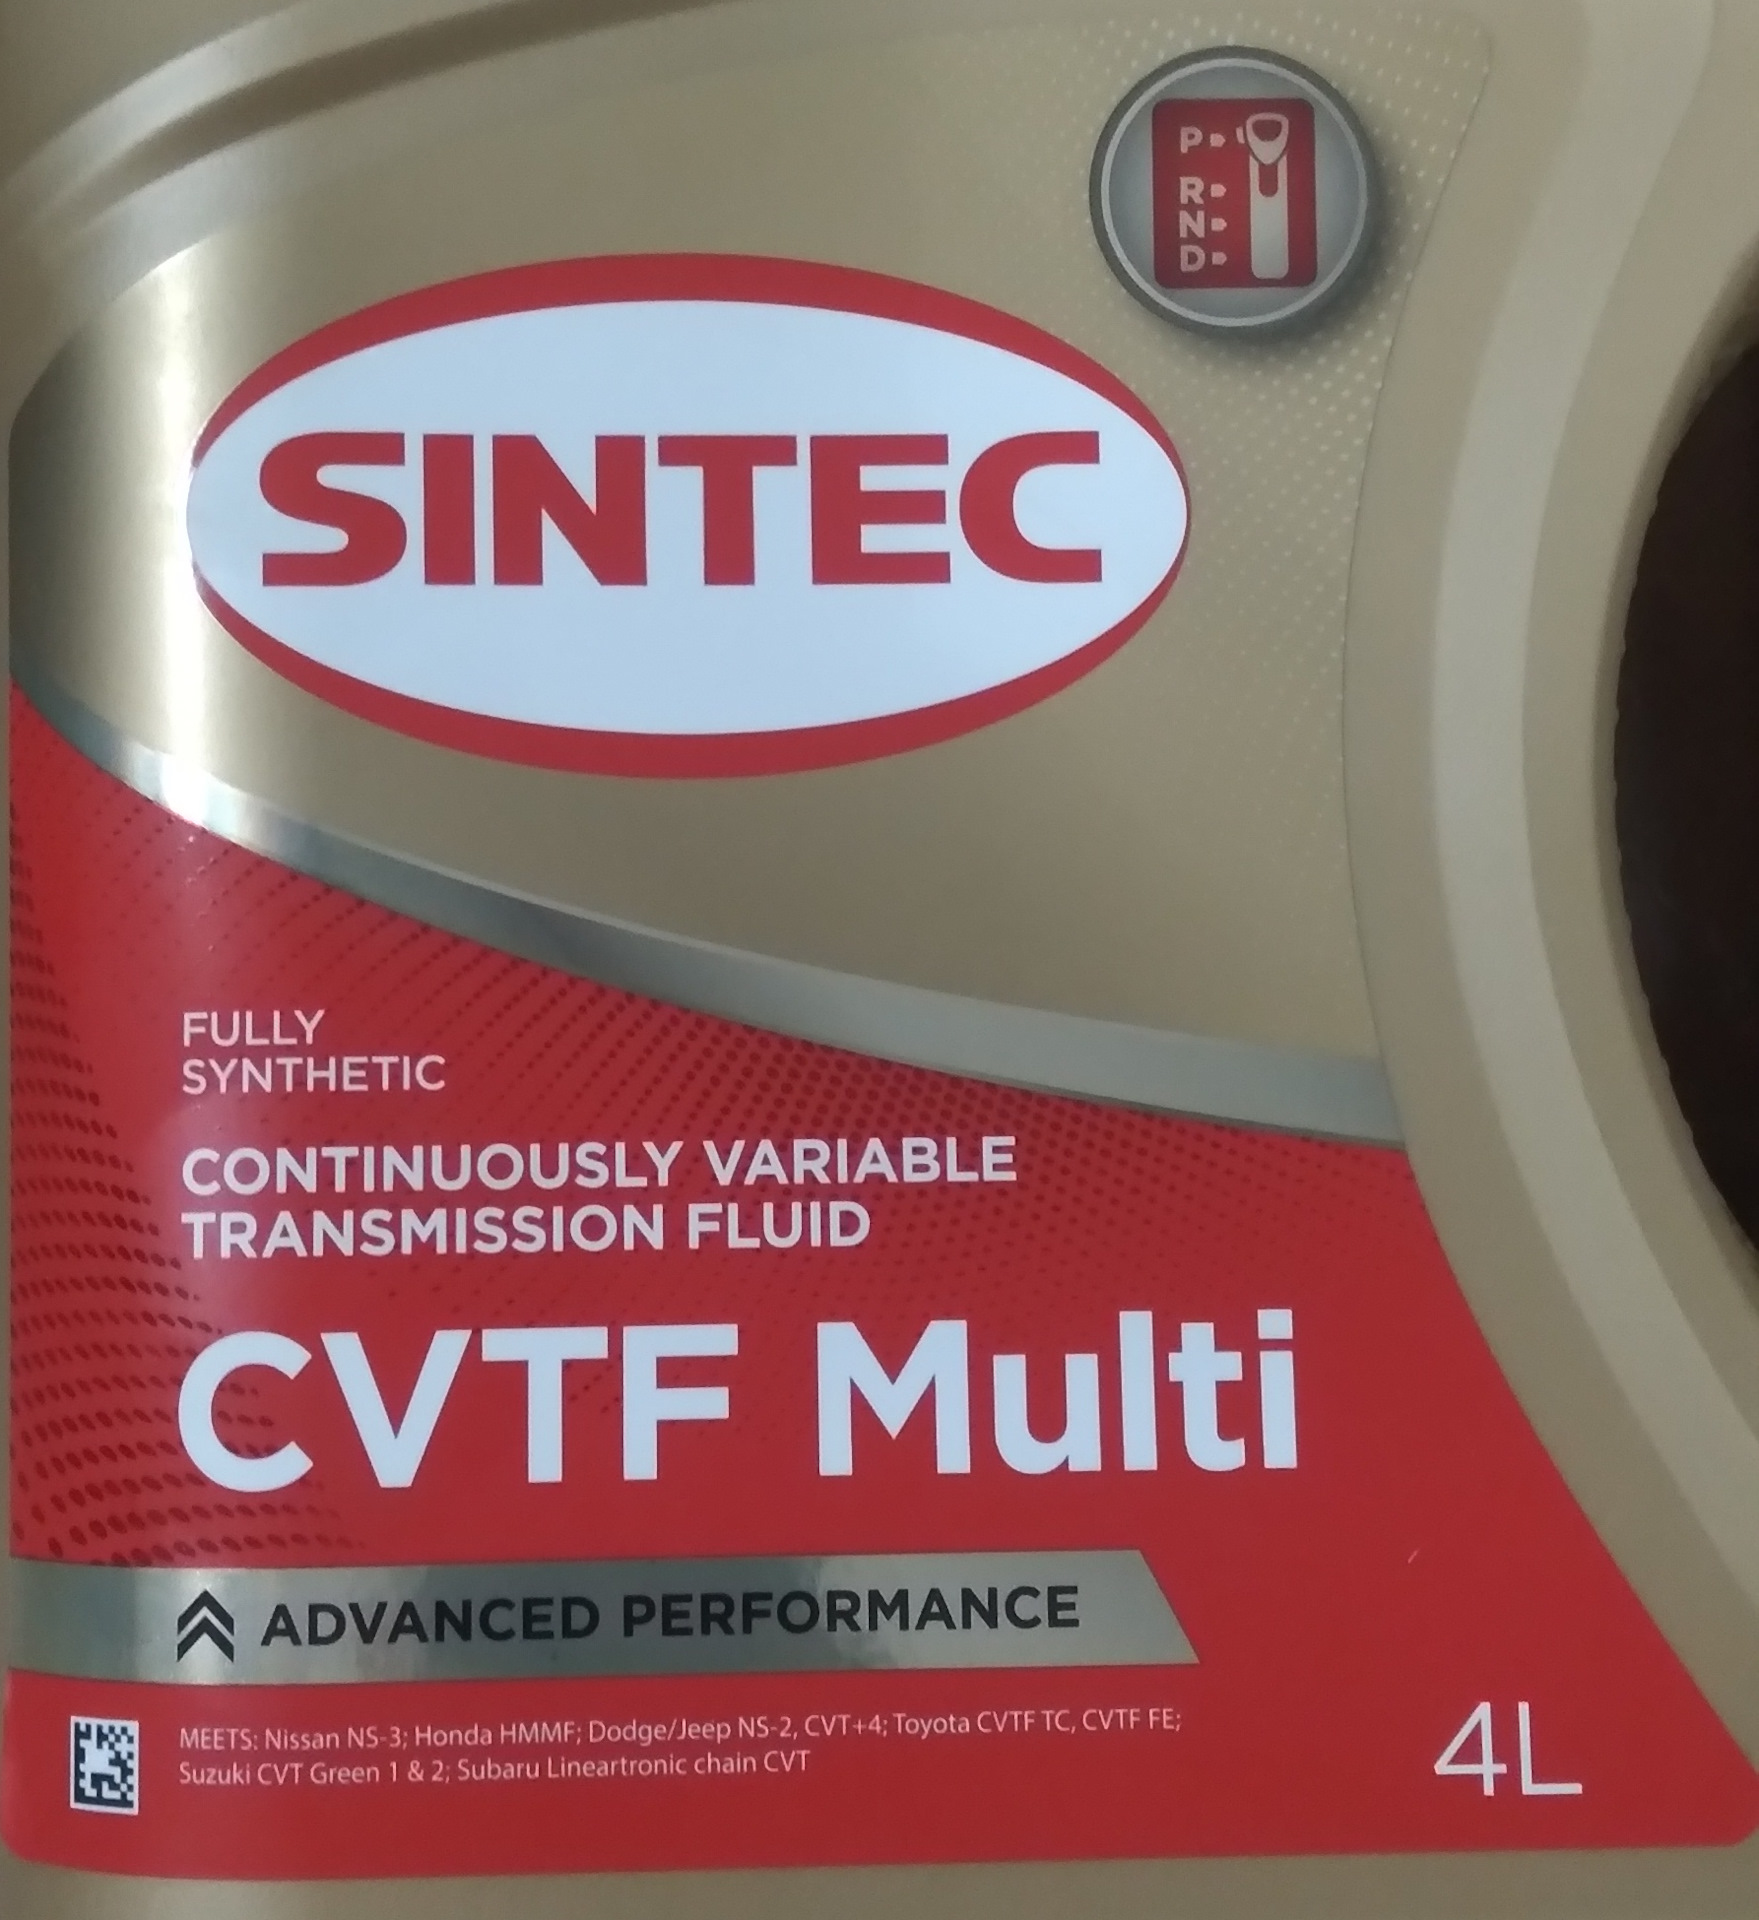 P
R
N
D
SINTEC
FULLY
SYNTHETIC
CONTINUOUSLY VARIABLE
TRANSMISSION FLUID
CVTF Multi
ADVANCED PERFORMANCE
MEETS: Nissan NS-3; Honda HMMF; Dodge/Jeep NS-2, CVT+4; Toyota CVTF TC, CVTF FE;
Suzuki CVT Green 1 & 2; Subaru Lineartronic chain CVT
4L